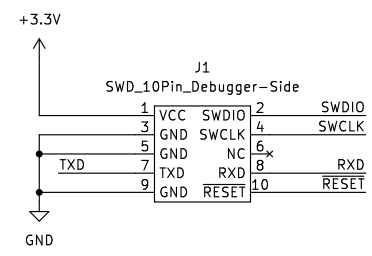 +3.3V
J1
SWD_10Pin_Debugger-Side
1 VCC SWDIO 2 SWDIO
3 GND SWCLK 4 SWCLK
5 GND NC 6
TXD 7 TXD RXD 8 RXD
9 GND RESET 10 RESET
GND